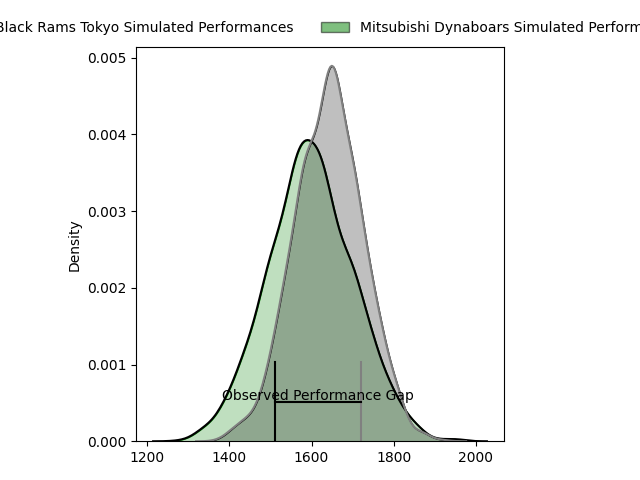 Black Rams Tokyo Simulated Performances
Mitsubishi Dynaboars Simulated
0.005
0.004
0.003
0.002
0.001
0.000
Density
Observed Performance Gap
1200 1400 1600 1800 2000